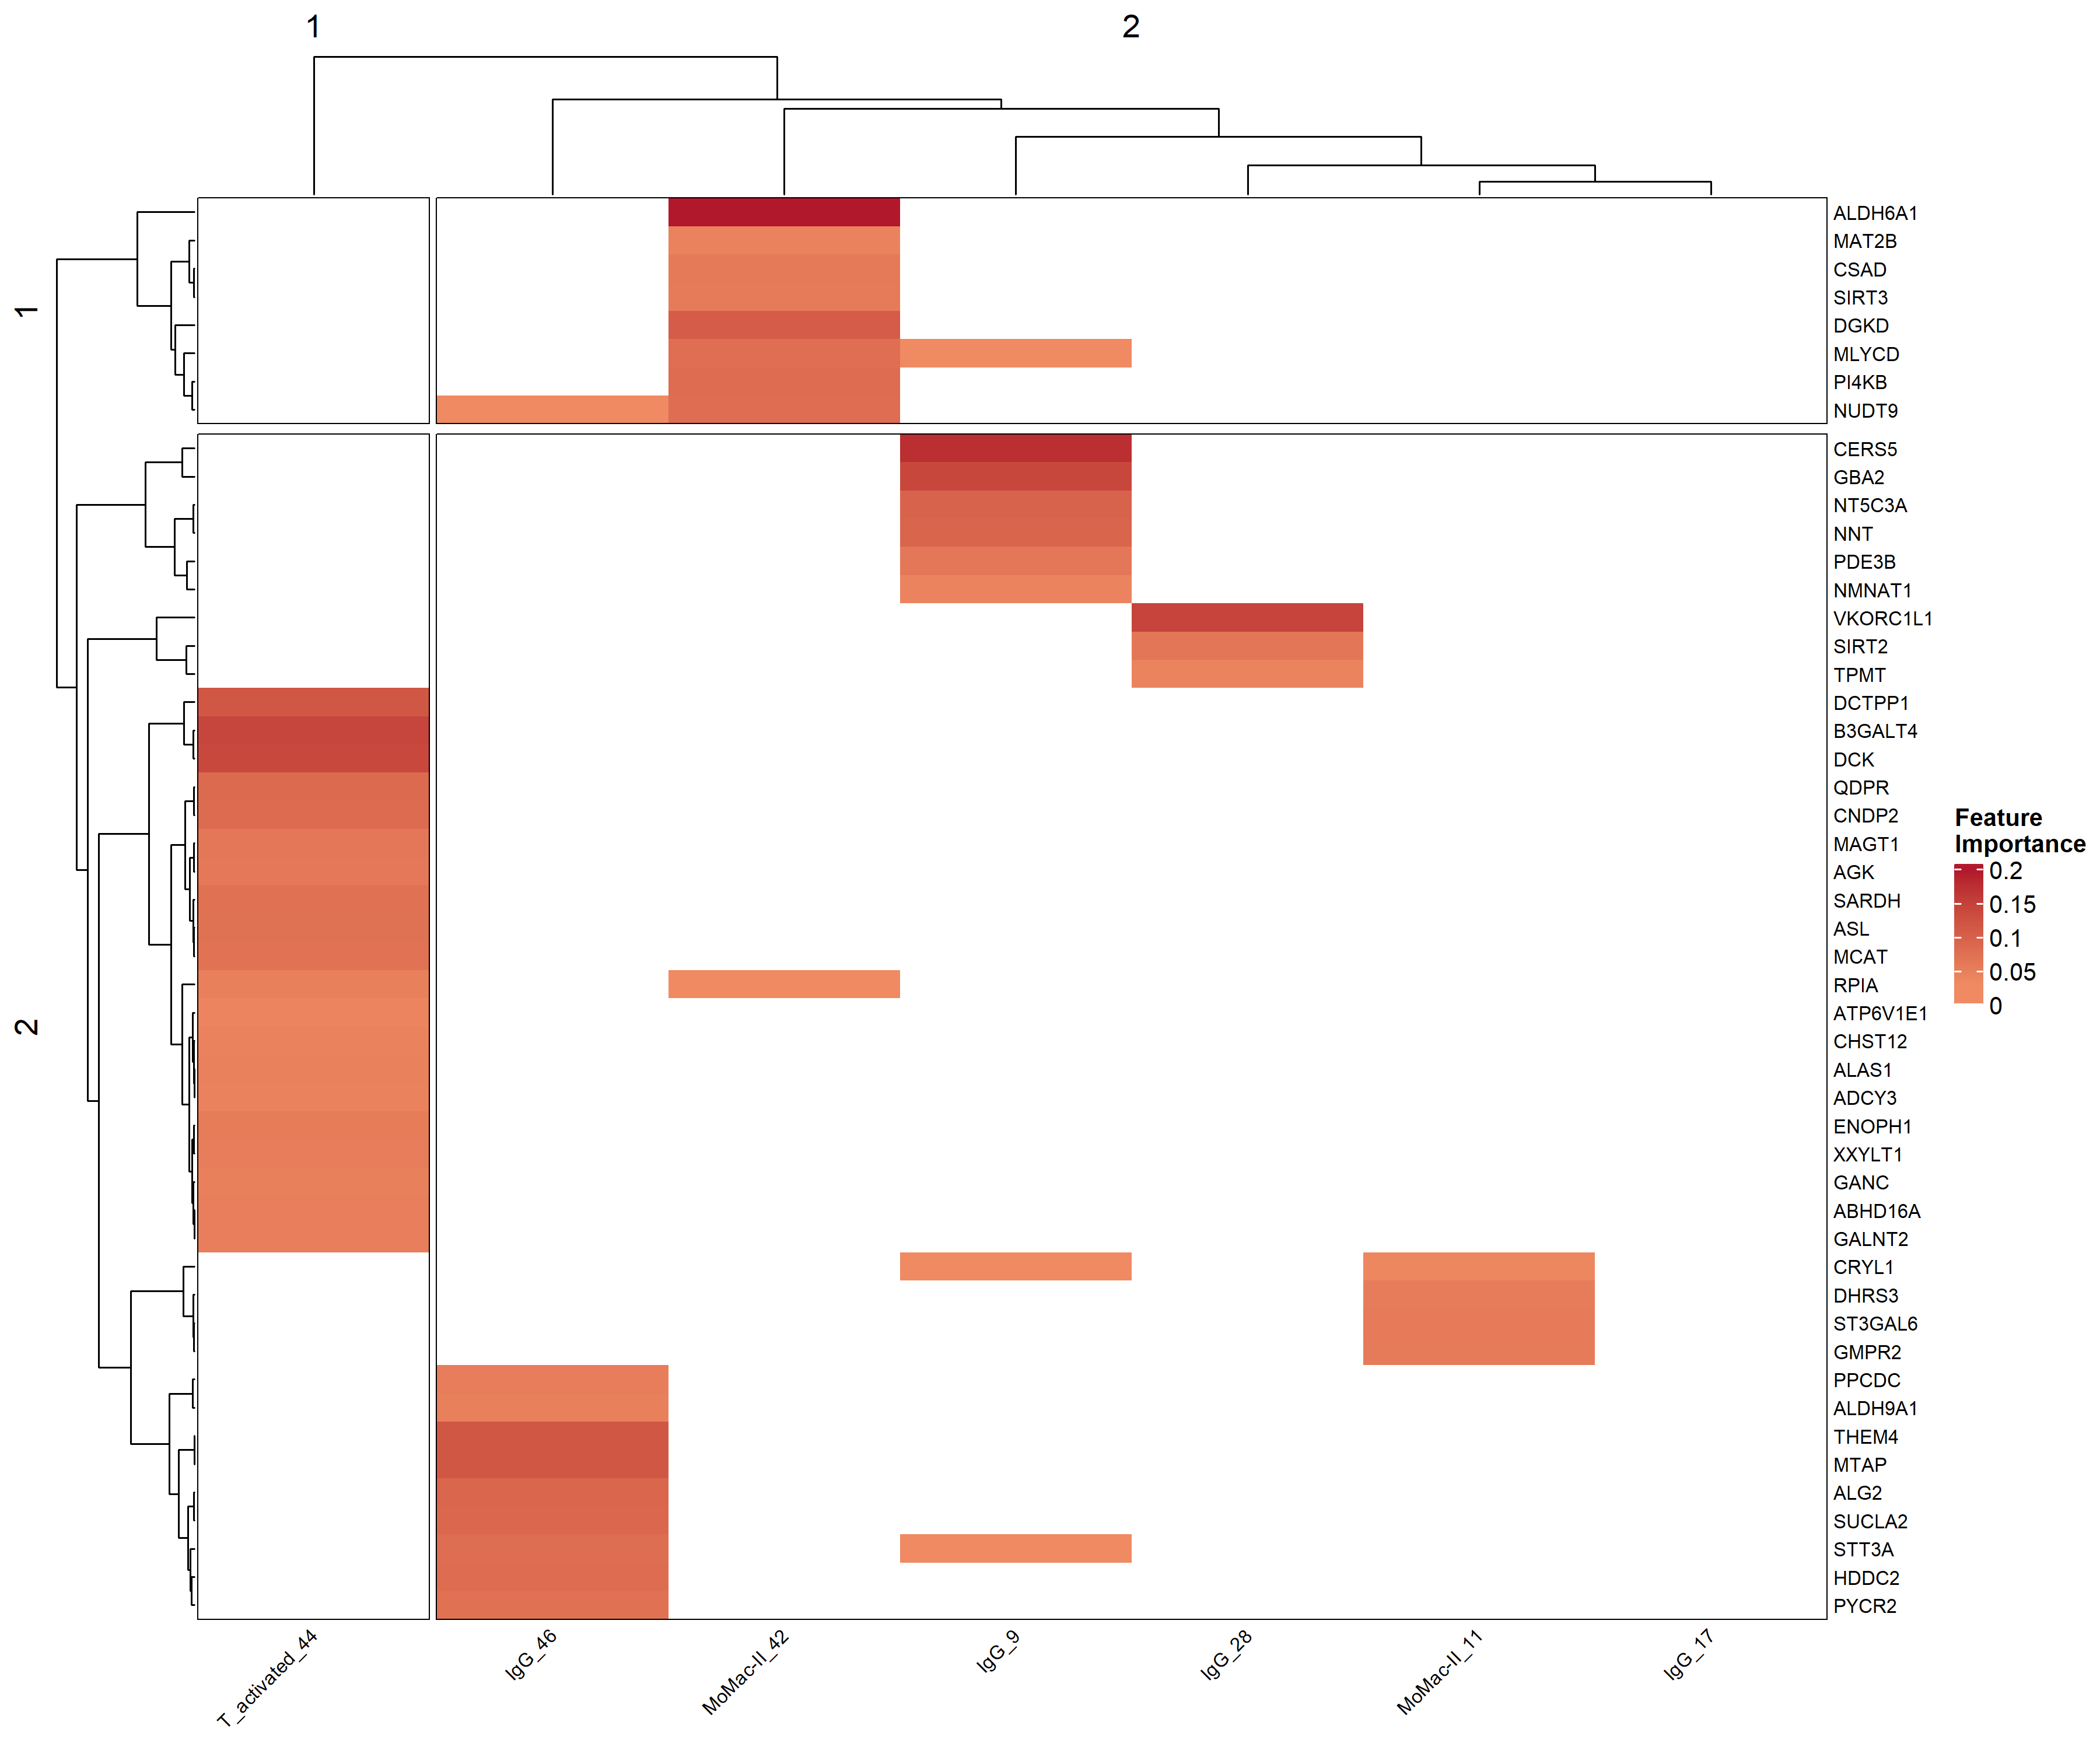 1
2
1
2
ALDH6A1
MAT2B
CSAD
SIRT3
DGKD
MLYCD
PI4KB
NUDT9
CERS5
GBA2
NT5C3A
NNT
PDE3B
NMNAT1
VKORC1L1
SIRT2
TPMT
DCTPP1
B3GALT4
DCK
QDPR
CNDP2
MAGT1
AGK
SARDH
ASL
MCAT
RPIA
ATP6V1E1
CHST12
ALAS1
ADCY3
ENOPH1
XXYLT1
GANC
ABHD16A
GALNT2
CRYL1
DHRS3
ST3GAL6
GMPR2
PPCDC
ALDH9A1
THEM4
MTAP
ALG2
SUCLA2
STT3A
HDDC2
PYCR2
Feature
Importance
0.2
0.15
0.1
0.05
0
T_activated_44
IgG_46
MoMac-II_42
IgG_9
IgG_28
MoMac-II_11
IgG_17